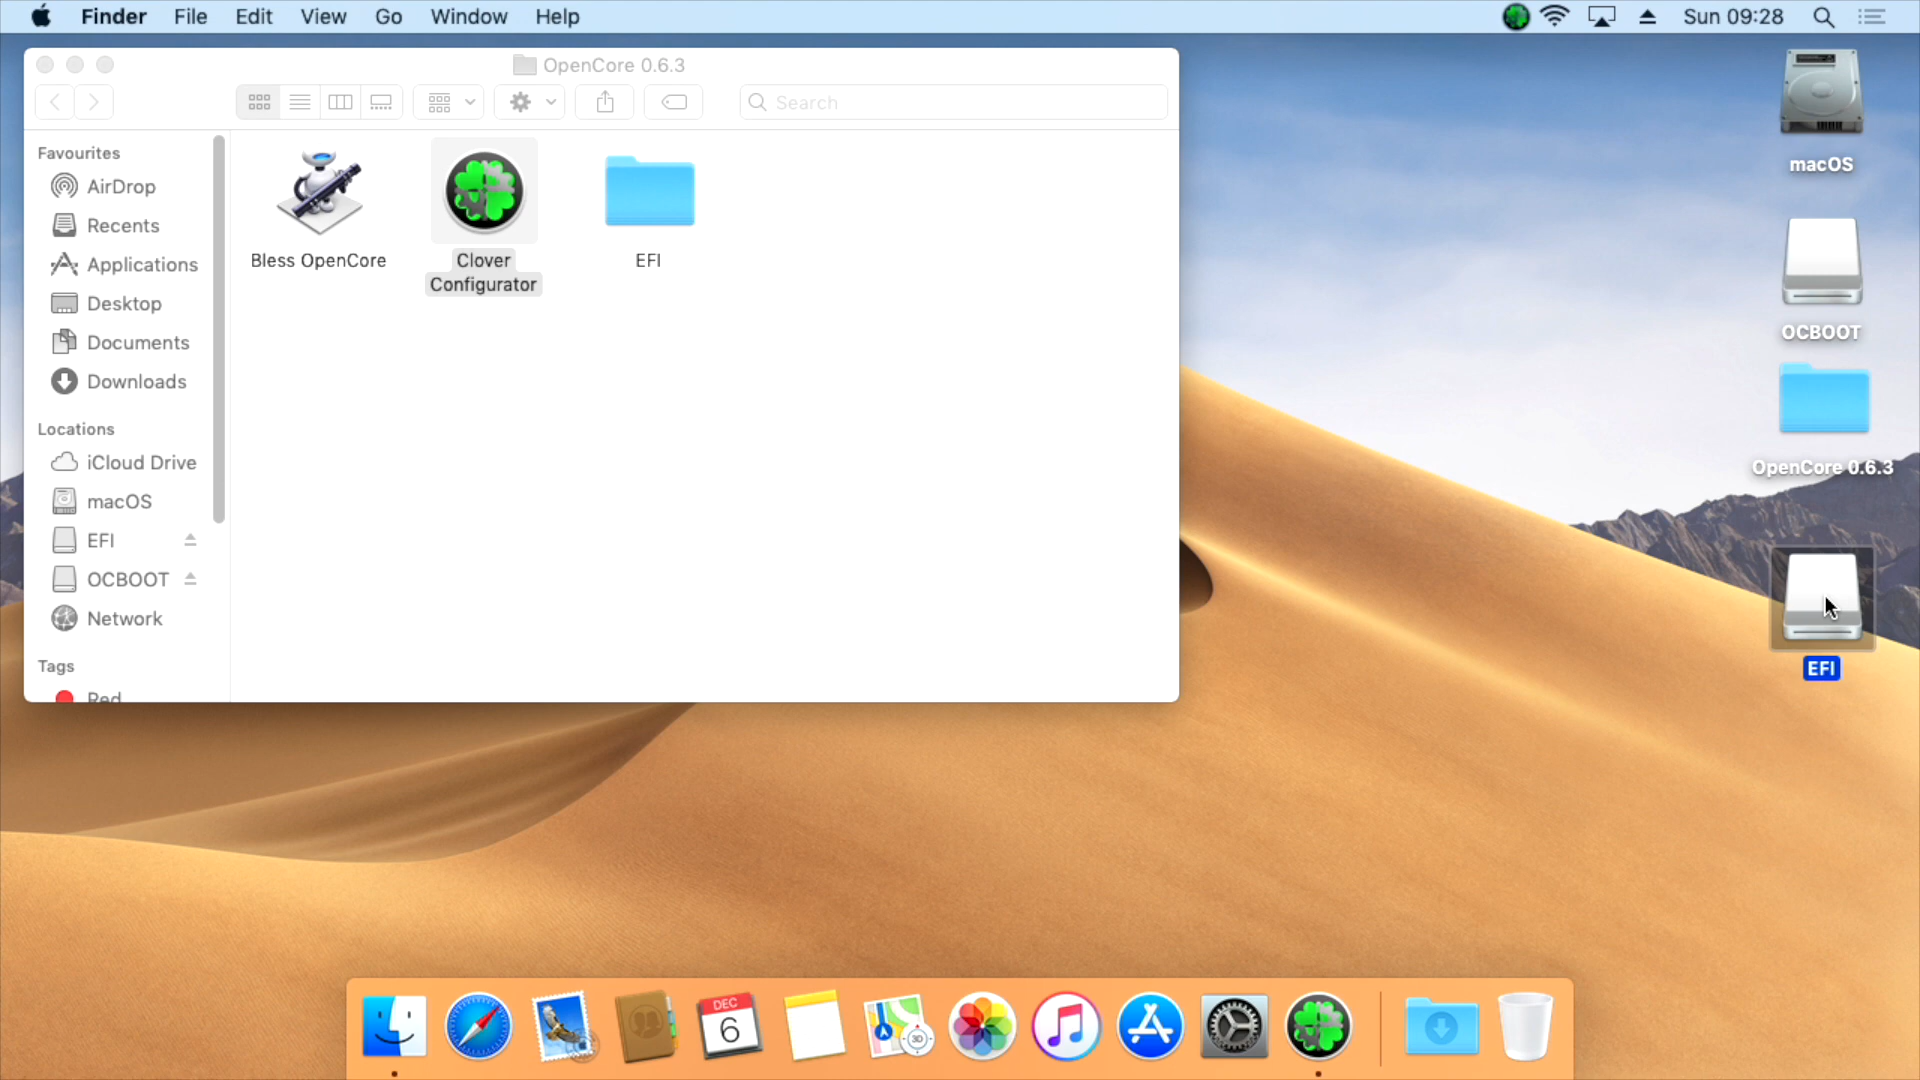 Finder File Edit View Go Window Help Sun 09:28
OpenCore 0.6.3
Search
Favourites
AirDrop
Recents
Applications
Desktop
Documents
Downloads
Locations
iCloud Drive
macOS
EFI
OCBOOT
Network
Tags
Red
Bless OpenCore
Clover
Configurator
EFI
macOS
OCBOOT
OpenCore 0.6.3
EFI
DEC
6
3D